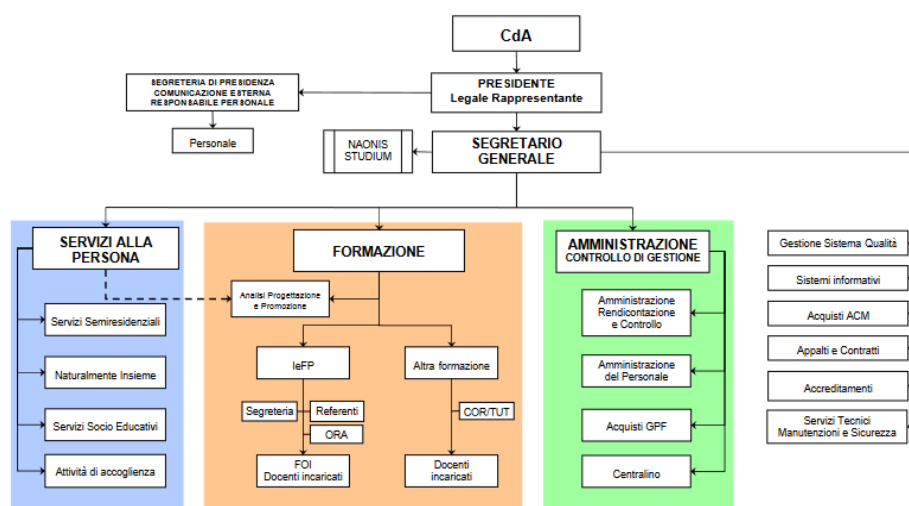 CdA
PRESIDENTE
Legale Rappresentante
SEGRETERIA DI PRESIDENZA
COMUNICAZIONE ESTERNA
RESPONSABILE PERSONALE
Personale
NAONIS
STUDIUM
SEGRETARIO
GENERALE
SERVIZI ALLA
PERSONA
Servizi Semiresidenziali
Naturalmente Insieme
Servizi Socio Educativi
Attività di accoglienza
FORMAZIONE
Analisi Progettazione
e Promozione
IeFP
Altra formazione
Segreteria
Referenti
ORA
COR/TUT
FOI
Docenti incaricati
Docenti
incaricati
AMMINISTRAZIONE
CONTROLLO DI GESTIONE
Amministrazione
Rendicontazione
e Controllo
Amministrazione
del Personale
Acquisti GPF
Centralino
Gestione Sistema Qualità
Sistemi informativi
Acquisti ACM
Appalti e Contratti
Accreditamenti
Servizi Tecnici
Manutenzioni e Sicurezza